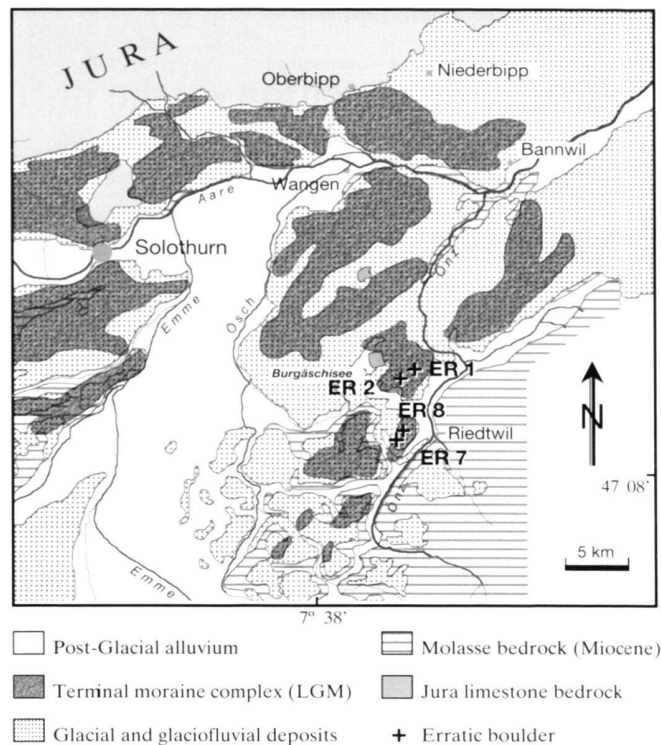 JURA
Oberbipp
Niederbipp
Bannwil
Wangen
Aare
Solothurn
Önz
Emme
Ösch
Burgäschisee
ER 1
ER 2
ER 8
Riedtwil
ER 7
N
Önz
47 08'
5 km
Emme
7° 38'
Post-Glacial alluvium
Molasse bedrock (Miocene)
Terminal moraine complex (LGM)
Jura limestone bedrock
Glacial and glaciofluvial deposits
Erratic boulder